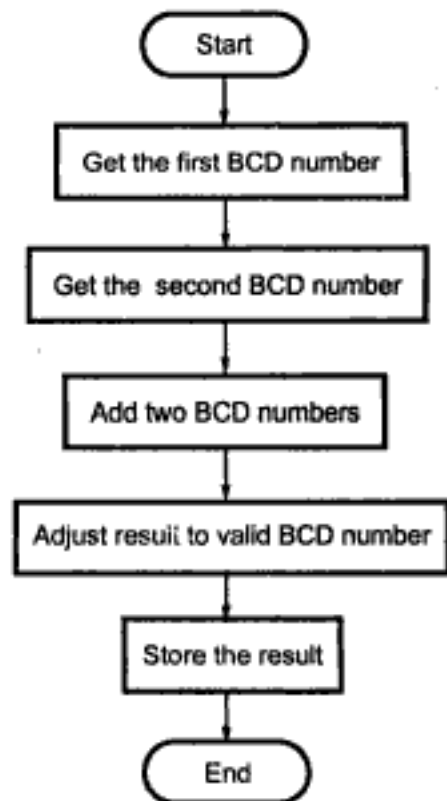 Start
Get the first BCD number
Get the second BCD number
Add two BCD numbers
Adjust result to valid BCD number
Store the result
End